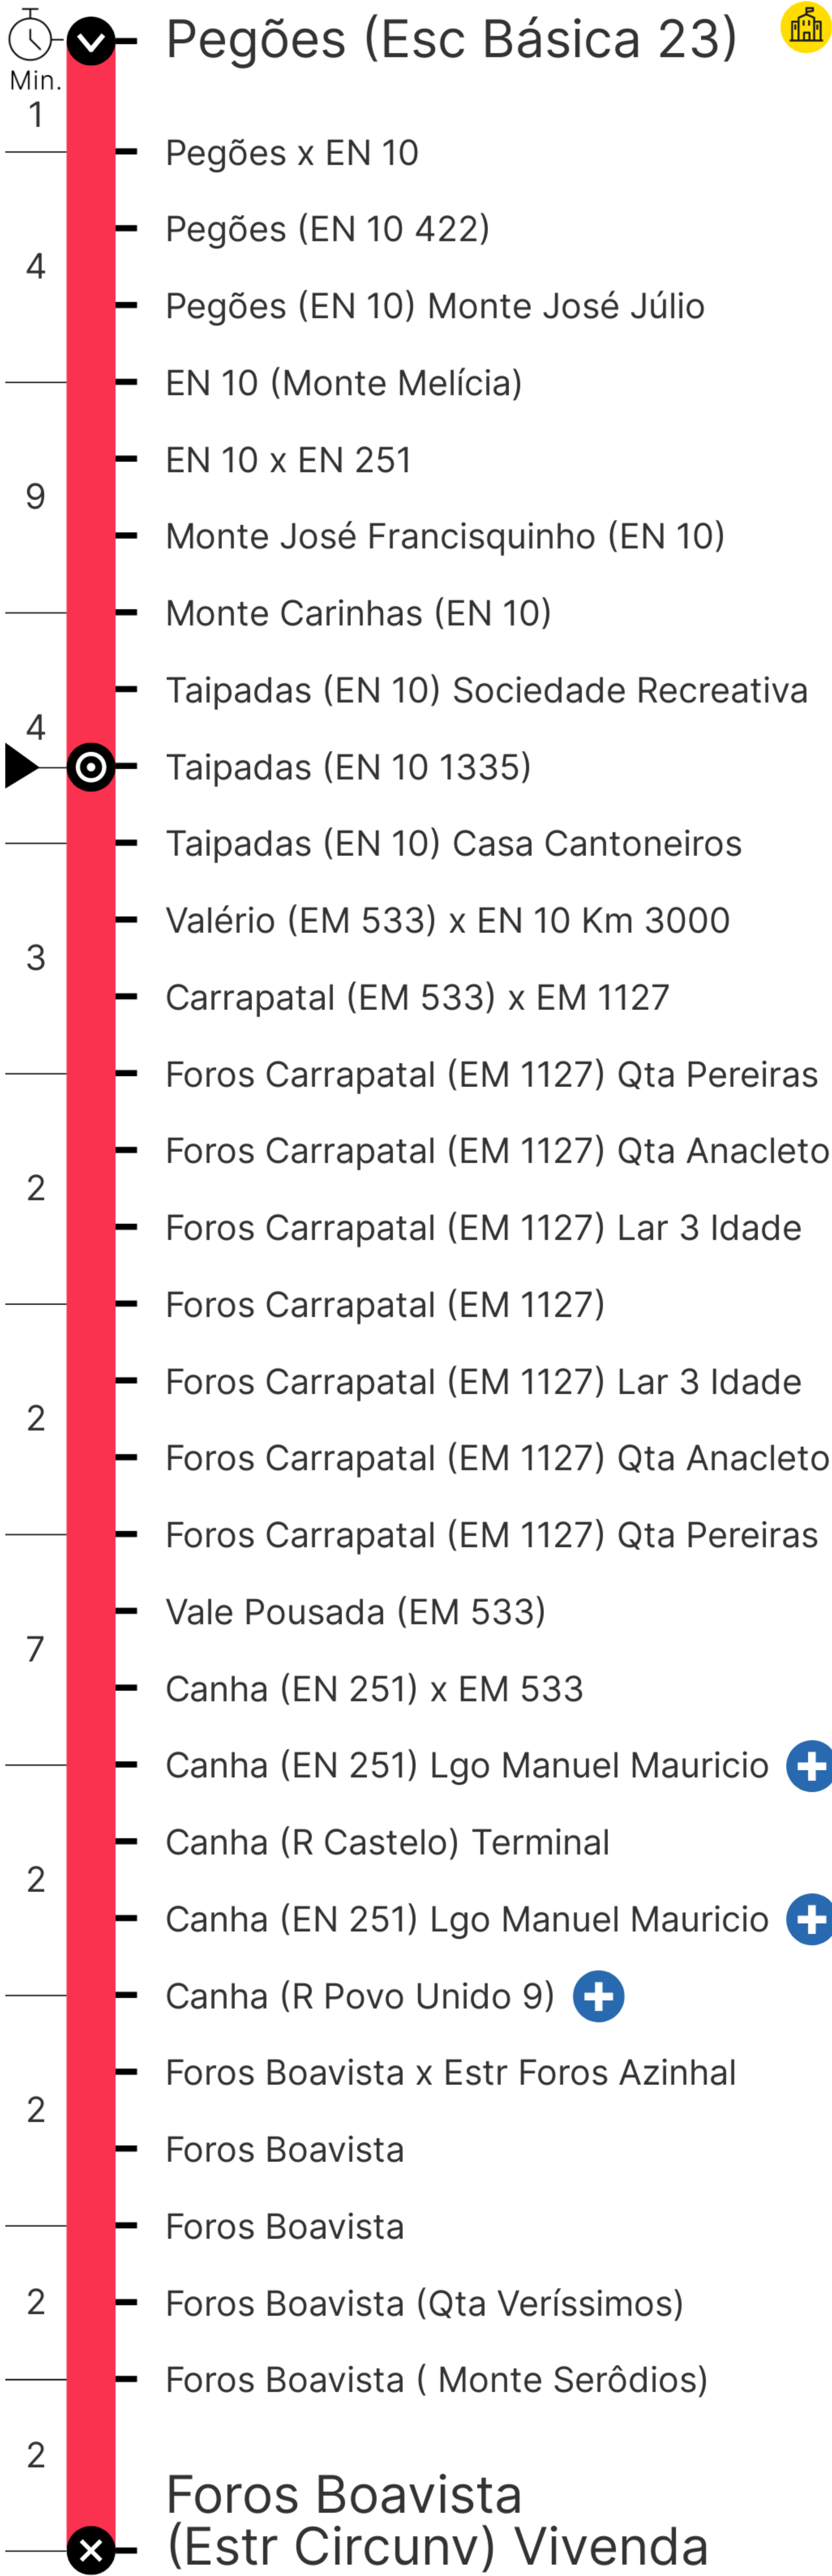 Pegões (Esc Básica 23)
Min.
1
Pegões x EN 10
Pegões (EN 10 422)
4
Pegões (EN 10) Monte José Júlio
EN 10 (Monte Melícia)
EN 10 x EN 251
9
Monte José Francisquinho (EN 10)
Monte Carinhas (EN 10)
Taipadas (EN 10) Sociedade Recreativa
4
Taipadas (EN 10 1335)
Taipadas (EN 10) Casa Cantoneiros
Valério (EM 533) x EN 10 Km 3000
3
Carrapatal (EM 533) x EM 1127
Foros Carrapatal (EM 1127) Qta Pereiras
Foros Carrapatal (EM 1127) Qta Anacleto
2
Foros Carrapatal (EM 1127) Lar 3 Idade
Foros Carrapatal (EM 1127)
Foros Carrapatal (EM 1127) Lar 3 Idade
2
Foros Carrapatal (EM 1127) Qta Anacleto
Foros Carrapatal (EM 1127) Qta Pereiras
Vale Pousada (EM 533)
7
Canha (EN 251) x EM 533
Canha (EN 251) Lgo Manuel Mauricio
Canha (R Castelo) Terminal
2
Canha (EN 251) Lgo Manuel Mauricio
Canha (R Povo Unido 9)
Foros Boavista x Estr Foros Azinhal
2
Foros Boavista
Foros Boavista
2
Foros Boavista (Qta Veríssimos)
Foros Boavista ( Monte Serôdios)
2
Foros Boavista
(Estr Circunv) Vivenda